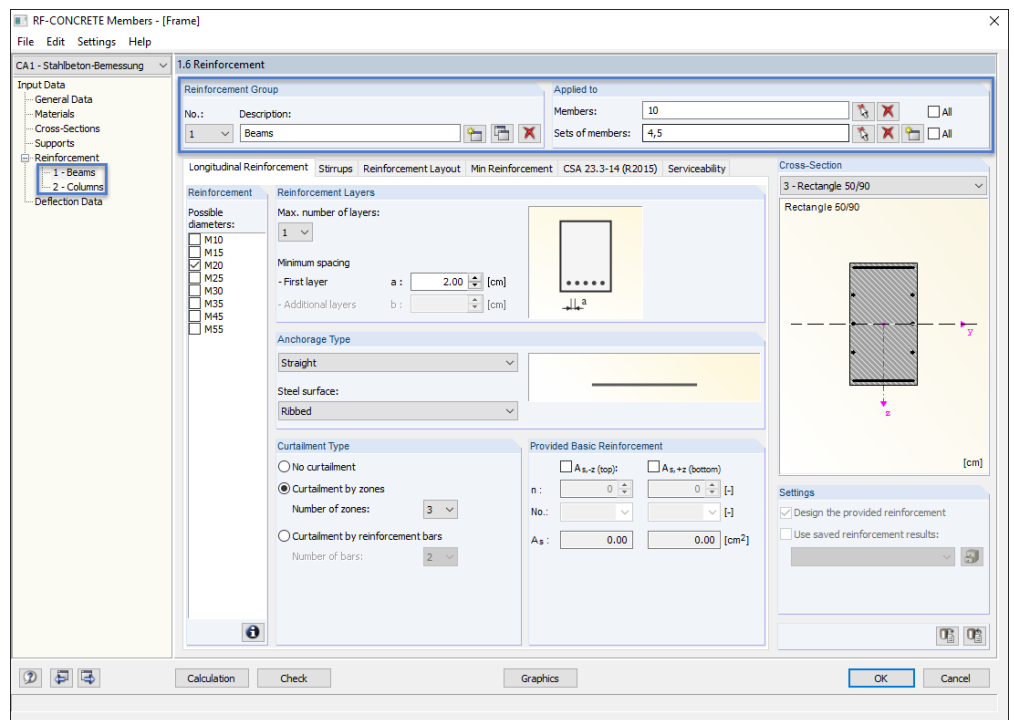 RF-CONCRETE Members - [Frame]
File Edit Settings Help
CA1 - Stahlbeton-Bemessung
Input Data
General Data
Materials
Cross-Sections
Supports
Reinforcement
1 - Beams
2 - Columns
Deflection Data
1.6 Reinforcement
Reinforcement Group
No.: Description:
1 Beams
Applied to
Members: 10 All
Sets of members: 4,5 All
Longitudinal Reinforcement Stirrups Reinforcement Layout Min Reinforcement CSA 23.3-14 (R2015) Serviceability
Reinforcement
Possible
diameters:
M10
M15
M20
M25
M30
M35
M45
M55
Reinforcement Layers
Max. number of layers:
1
Minimum spacing
- First layer a : 2.00 [cm]
- Additional layers b : [cm]
a
Anchorage Type
Straight
Steel surface:
Ribbed
Curtailment Type
No curtailment
Curtailment by zones
Number of zones: 3
Curtailment by reinforcement bars
Number of bars: 2
Provided Basic Reinforcement
As,-z (top): As,+z (bottom)
n : 0 0 [-]
No.: [-]
As : 0.00 0.00 [cm2]
Cross-Section
3 - Rectangle 50/90
Rectangle 50/90
y
z
[cm]
Settings
Design the provided reinforcement
Use saved reinforcement results:
Calculation Check Graphics OK Cancel